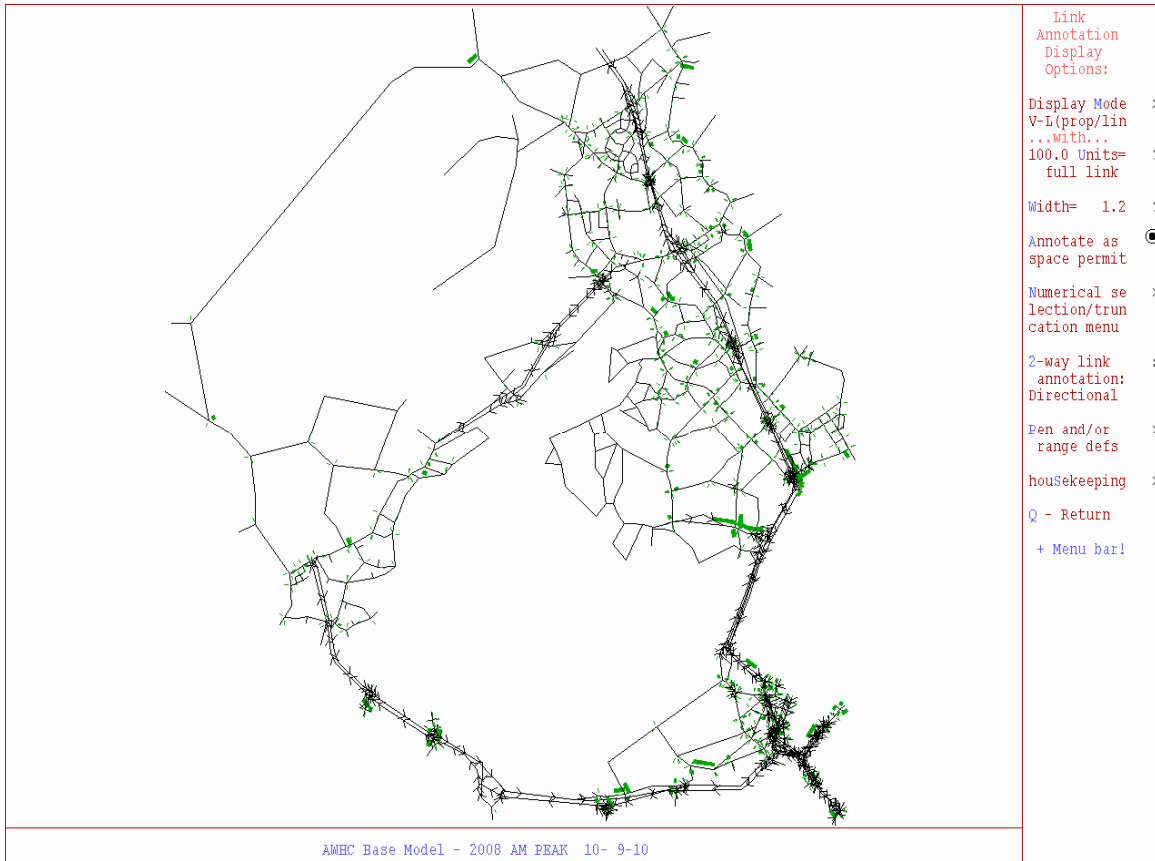 Link
Annotation
Display
Options:
Display Mode
V-L(prop/lin
...with...
100.0 Units=
full link
Width= 1.2
Annotate as
space permit
Numerical se
lection/trun
cation menu
2-way link
annotation:
Directional
Pen and/or
range defs
houSekeeping
Q - Return
+ Menu bar!
AWHC Base Model - 2008 AM PEAK 10- 9-10